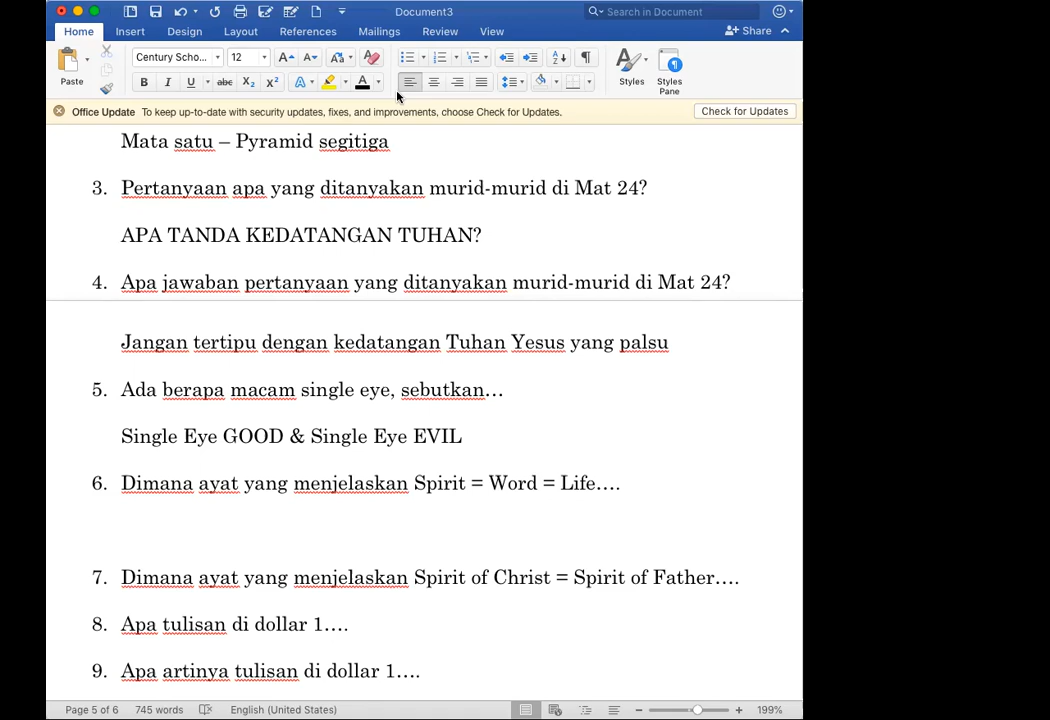 Document3
Search in Document
Home Insert Design Layout References Mailings Review View Share
Paste
Century Scho... 12
B I U abc X2 X2 A A
Styles
Styles Pane
Office Update To keep up-to-date with security updates, fixes, and improvements, choose Check for Updates. Check for Updates
Mata satu – Pyramid segitiga
3. Pertanyaan apa yang ditanyakan murid-murid di Mat 24?
APA TANDA KEDATANGAN TUHAN?
4. Apa jawaban pertanyaan yang ditanyakan murid-murid di Mat 24?
Jangan tertipu dengan kedatangan Tuhan Yesus yang palsu
5. Ada berapa macam single eye, sebutkan…
Single Eye GOOD & Single Eye EVIL
6. Dimana ayat yang menjelaskan Spirit = Word = Life….
7. Dimana ayat yang menjelaskan Spirit of Christ = Spirit of Father….
8. Apa tulisan di dollar 1….
9. Apa artinya tulisan di dollar 1….
Page 5 of 6 745 words English (United States) 199%